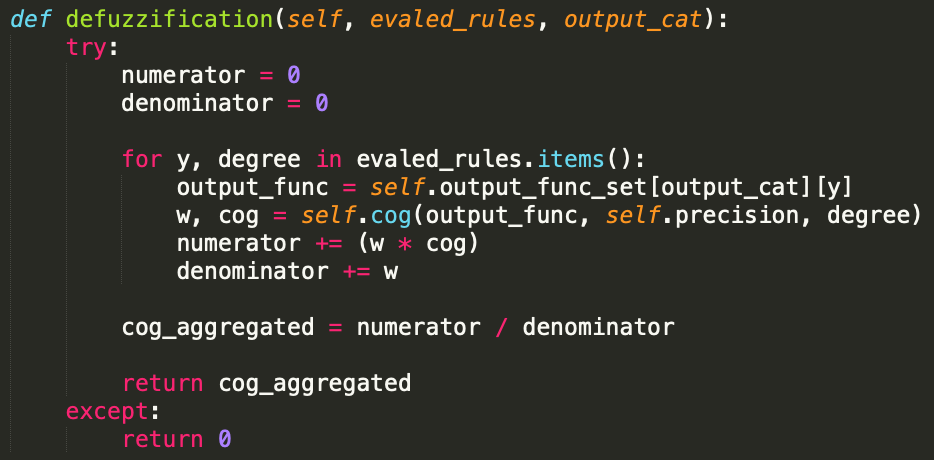 def defuzzification(self, evaled_rules, output_cat):
    try:
        numerator = 0
        denominator = 0

        for y, degree in evaled_rules.items():
            output_func = self.output_func_set[output_cat][y]
            w, cog = self.cog(output_func, self.precision, degree)
            numerator += (w * cog)
            denominator += w

        cog_aggregated = numerator / denominator

        return cog_aggregated
    except:
        return 0